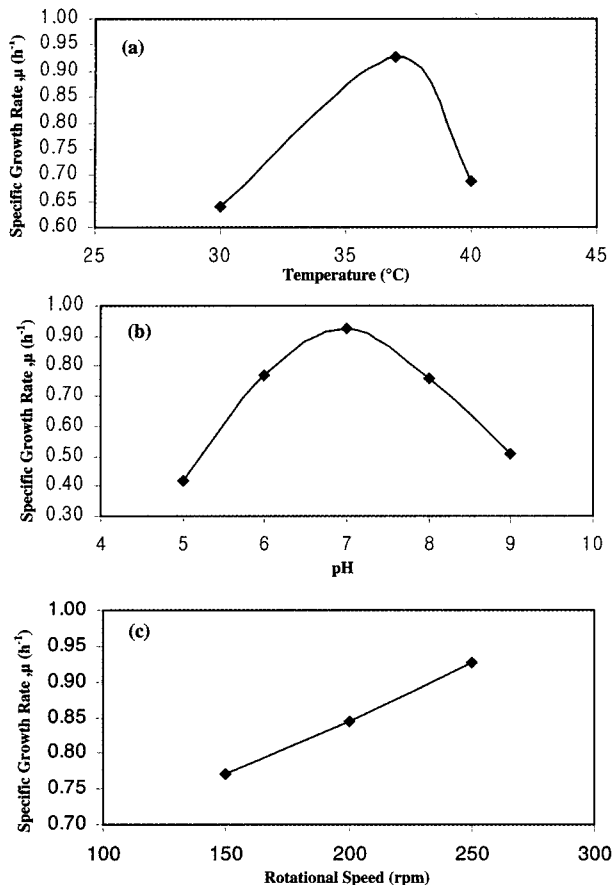 (a)
Specific Growth Rate ,μ (h⁻¹)
1.00
0.95
0.90
0.85
0.80
0.75
0.70
0.65
0.60
25 30 35 40 45
Temperature (°C)
(b)
Specific Growth Rate ,μ (h⁻¹)
1.00
0.90
0.80
0.70
0.60
0.50
0.40
0.30
4 5 6 7 8 9 10
pH
(c)
Specific Growth Rate ,μ (h⁻¹)
1.00
0.95
0.90
0.85
0.80
0.75
0.70
100 150 200 250 300
Rotational Speed (rpm)